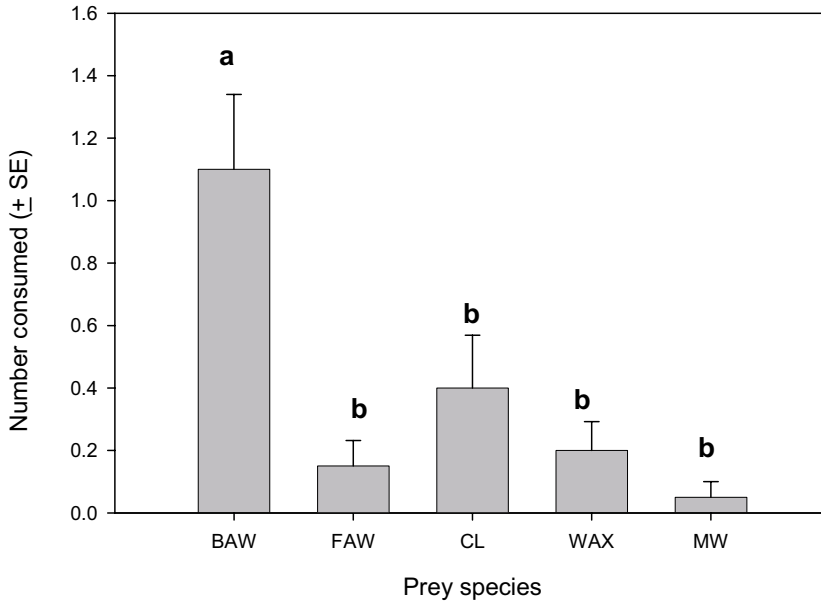 Number consumed (± SE)
1.6
1.4
1.2
1.0
0.8
0.6
0.4
0.2
0.0
a
b
b
b
b
BAW FAW CL WAX MW
Prey species